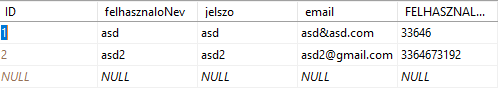 ID felhasznaloNev jelszo email FELHASZNAL...
1 asd asd asd&asd.com 33646
2 asd2 asd2 asd2@gmail.com 3364673192
NULL NULL NULL NULL NULL